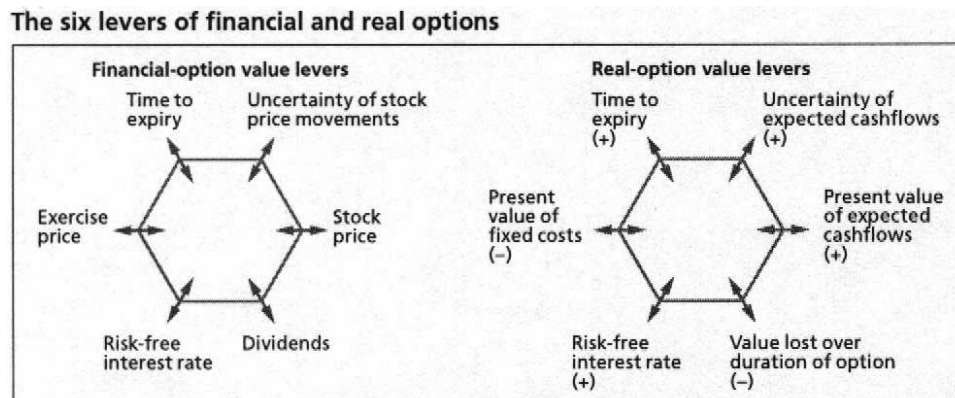 The six levers of financial and real options
Financial-option value levers
Time to
expiry
Uncertainty of stock
price movements
Exercise
price
Stock
price
Risk-free
interest rate
Dividends
Real-option value levers
Time to
expiry
(+)
Uncertainty of
expected cashflows
(+)
Present
value of
fixed costs
(–)
Present value
of expected
cashflows
(+)
Risk-free
interest rate
(+)
Value lost over
duration of option
(–)